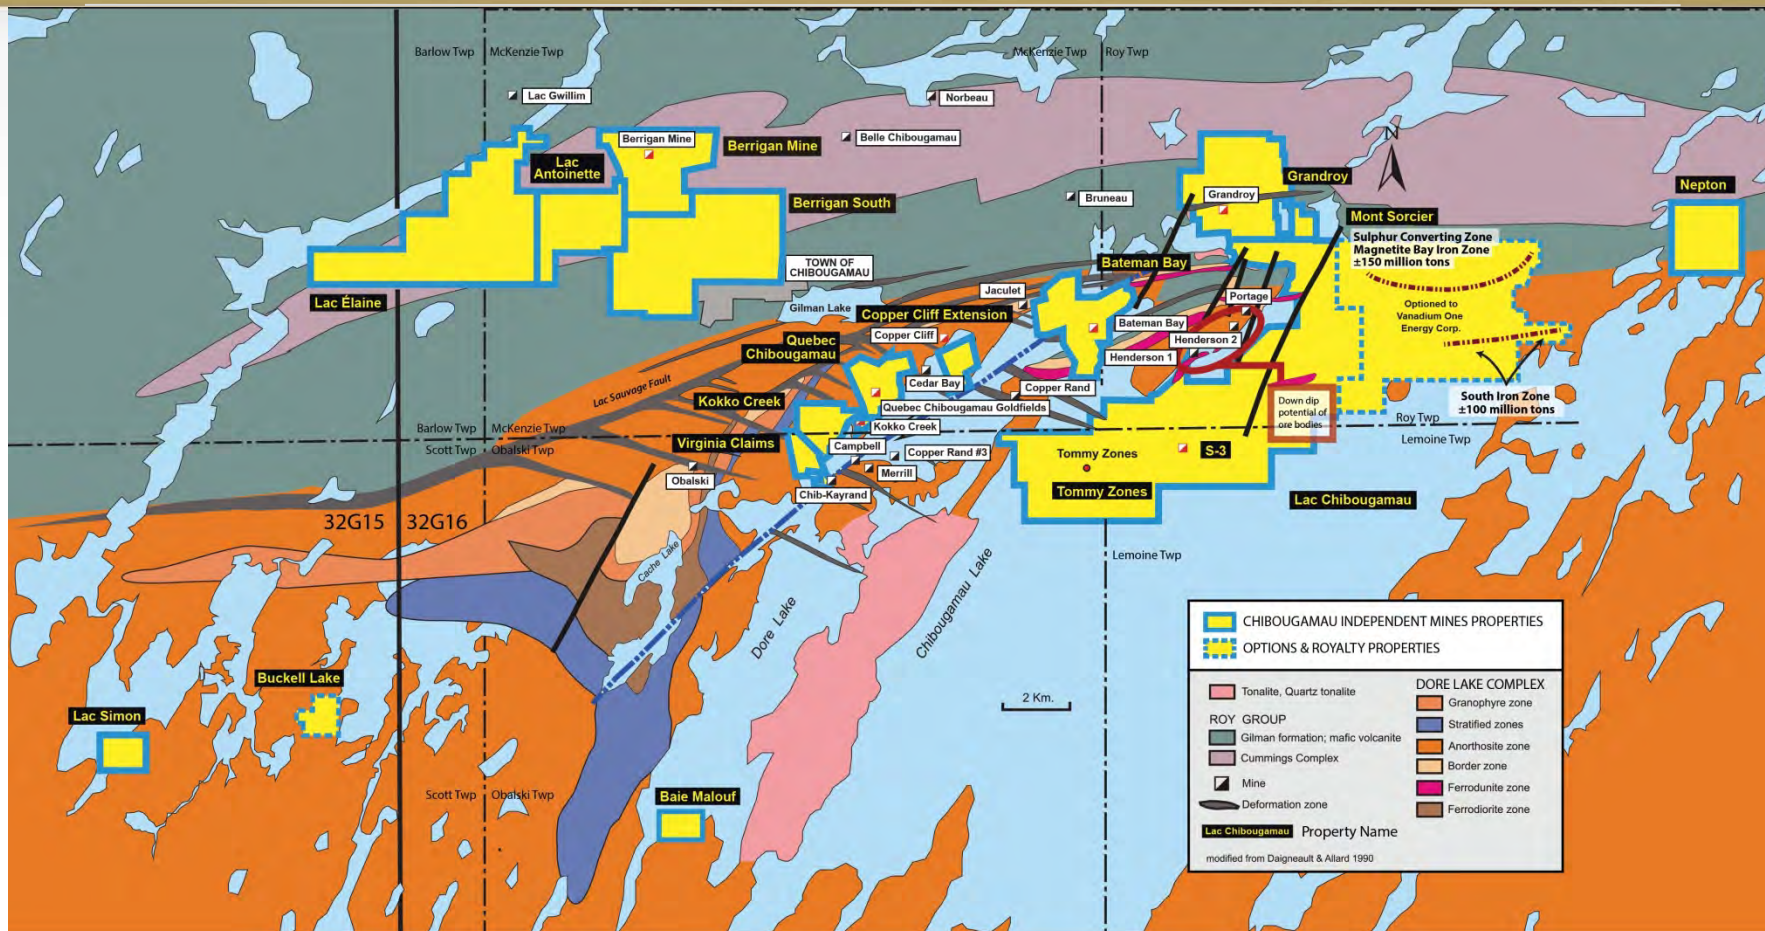 Barlow Twp
McKenzie Twp
McKenzie Twp
Roy Twp
Lac Gwillim
Norbeau
Berrigan Mine
Belle Chibougamau
Berrigan Mine
Lac
Antoinette
N
Grandroy
Nepton
Bruneau
Grandroy
Berrigan South
Mont Sorcier
Sulphur Converting Zone
Magnetite Bay Iron Zone
±150 million tons
TOWN OF
CHIBOUGAMAU
Bateman Bay
Lac Élaine
Jaculet
Portage
Optioned to
Vanadium One
Energy Corp.
Gilman Lake
Copper Cliff Extension
Bateman Bay
Copper Cliff
Henderson 2
Quebec
Chibougamau
Henderson 1
Cedar Bay
Copper Rand
Lac Sauvage Fault
Kokko Creek
Quebec Chibougamau Goldfields
South Iron Zone
±100 million tons
Down dip
potential of
ore bodies
Roy Twp
Kokko Creek
Barlow Twp
McKenzie Twp
Lemoine Twp
Virginia Claims
Campbell
Scott Twp
Obalski Twp
Copper Rand #3
Tommy Zones
S-3
Merrill
Obalski
Chib-Kayrand
Tommy Zones
Lac Chibougamau
32G15
32G16
Cache Lake
Lemoine Twp
Dore Lake
Chibougamau Lake
CHIBOUGAMAU INDEPENDENT MINES PROPERTIES
OPTIONS & ROYALTY PROPERTIES
Buckell Lake
Lac Simon
2 Km.
Tonalite, Quartz tonalite
ROY GROUP
Gilman formation; mafic volcanite
Cummings Complex
Mine
Deformation zone
Lac Chibougamau
Property Name
modified from Daigneault & Allard 1990
DORE LAKE COMPLEX
Granophyre zone
Stratified zones
Anorthosite zone
Border zone
Ferrodunite zone
Ferrodiorite zone
Scott Twp
Obalski Twp
Baie Malouf